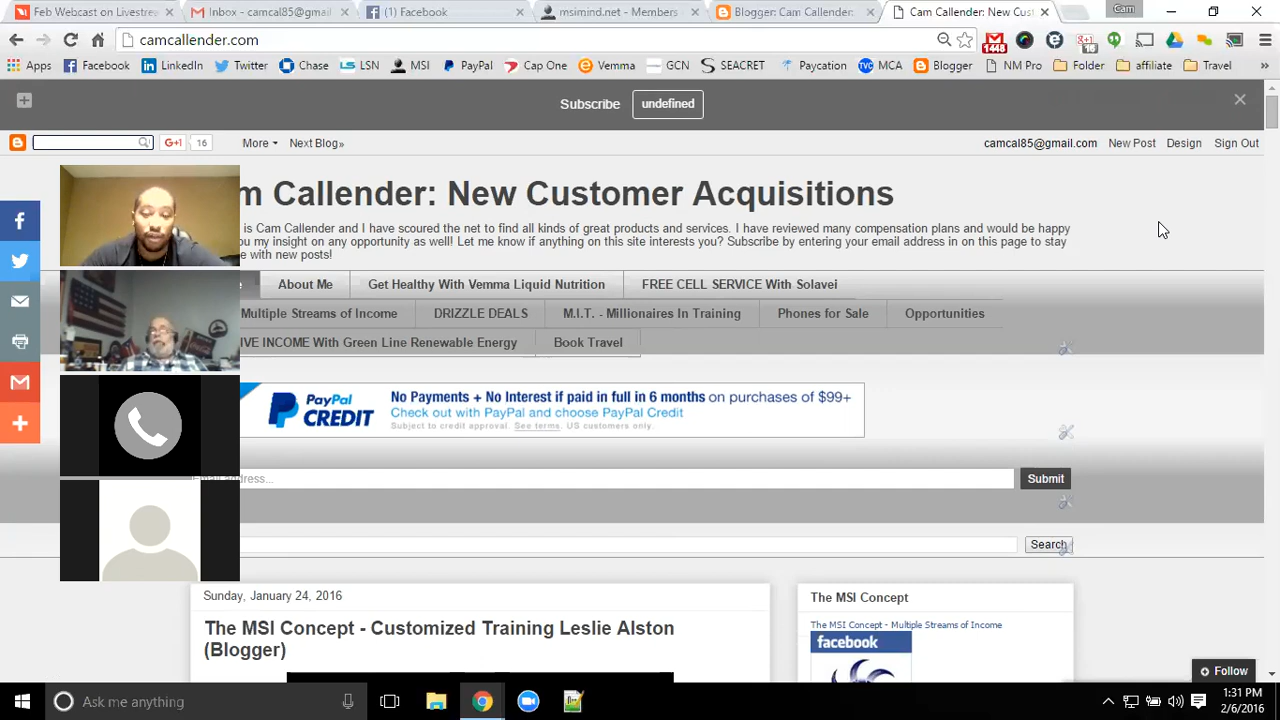 Feb Webcast on Livestre
Inbox - camcal85@gmail
(1) Facebook
msimind.net - Members
Blogger: Cam Callender:
Cam Callender: New Cust
Cam
camcallender.com
1448
16
Apps
Facebook
LinkedIn
Twitter
Chase
LSN
MSI
PayPal
Cap One
Vemma
GCN
SEACRET
Paycation
MCA
Blogger
NM Pro
Folder
affiliate
Travel
Subscribe undefined
G+1 16
More
Next Blog»
camcal85@gmail.com
New Post
Design
Sign Out
m Callender: New Customer Acquisitions
is Cam Callender and I have scoured the net to find all kinds of great products and services. I have reviewed many compensation plans and would be happy
ou my insight on any opportunity as well! Let me know if anything on this site interests you? Subscribe by entering your email address in on this page to stay
e with new posts!
e
About Me
Get Healthy With Vemma Liquid Nutrition
FREE CELL SERVICE With Solavei
Multiple Streams of Income
DRIZZLE DEALS
M.I.T. - Millionaires In Training
Phones for Sale
Opportunities
IVE INCOME With Green Line Renewable Energy
Book Travel
PayPal CREDIT
No Payments + No Interest if paid in full in 6 months on purchases of $99+
Check out with PayPal and choose PayPal Credit
Subject to credit approval. See terms. US customers only.
Email address...
Submit
Search
Sunday, January 24, 2016
The MSI Concept - Customized Training Leslie Alston
(Blogger)
The MSI Concept
The MSI Concept - Multiple Streams of Income
facebook
Follow
Ask me anything
1:31 PM
2/6/2016